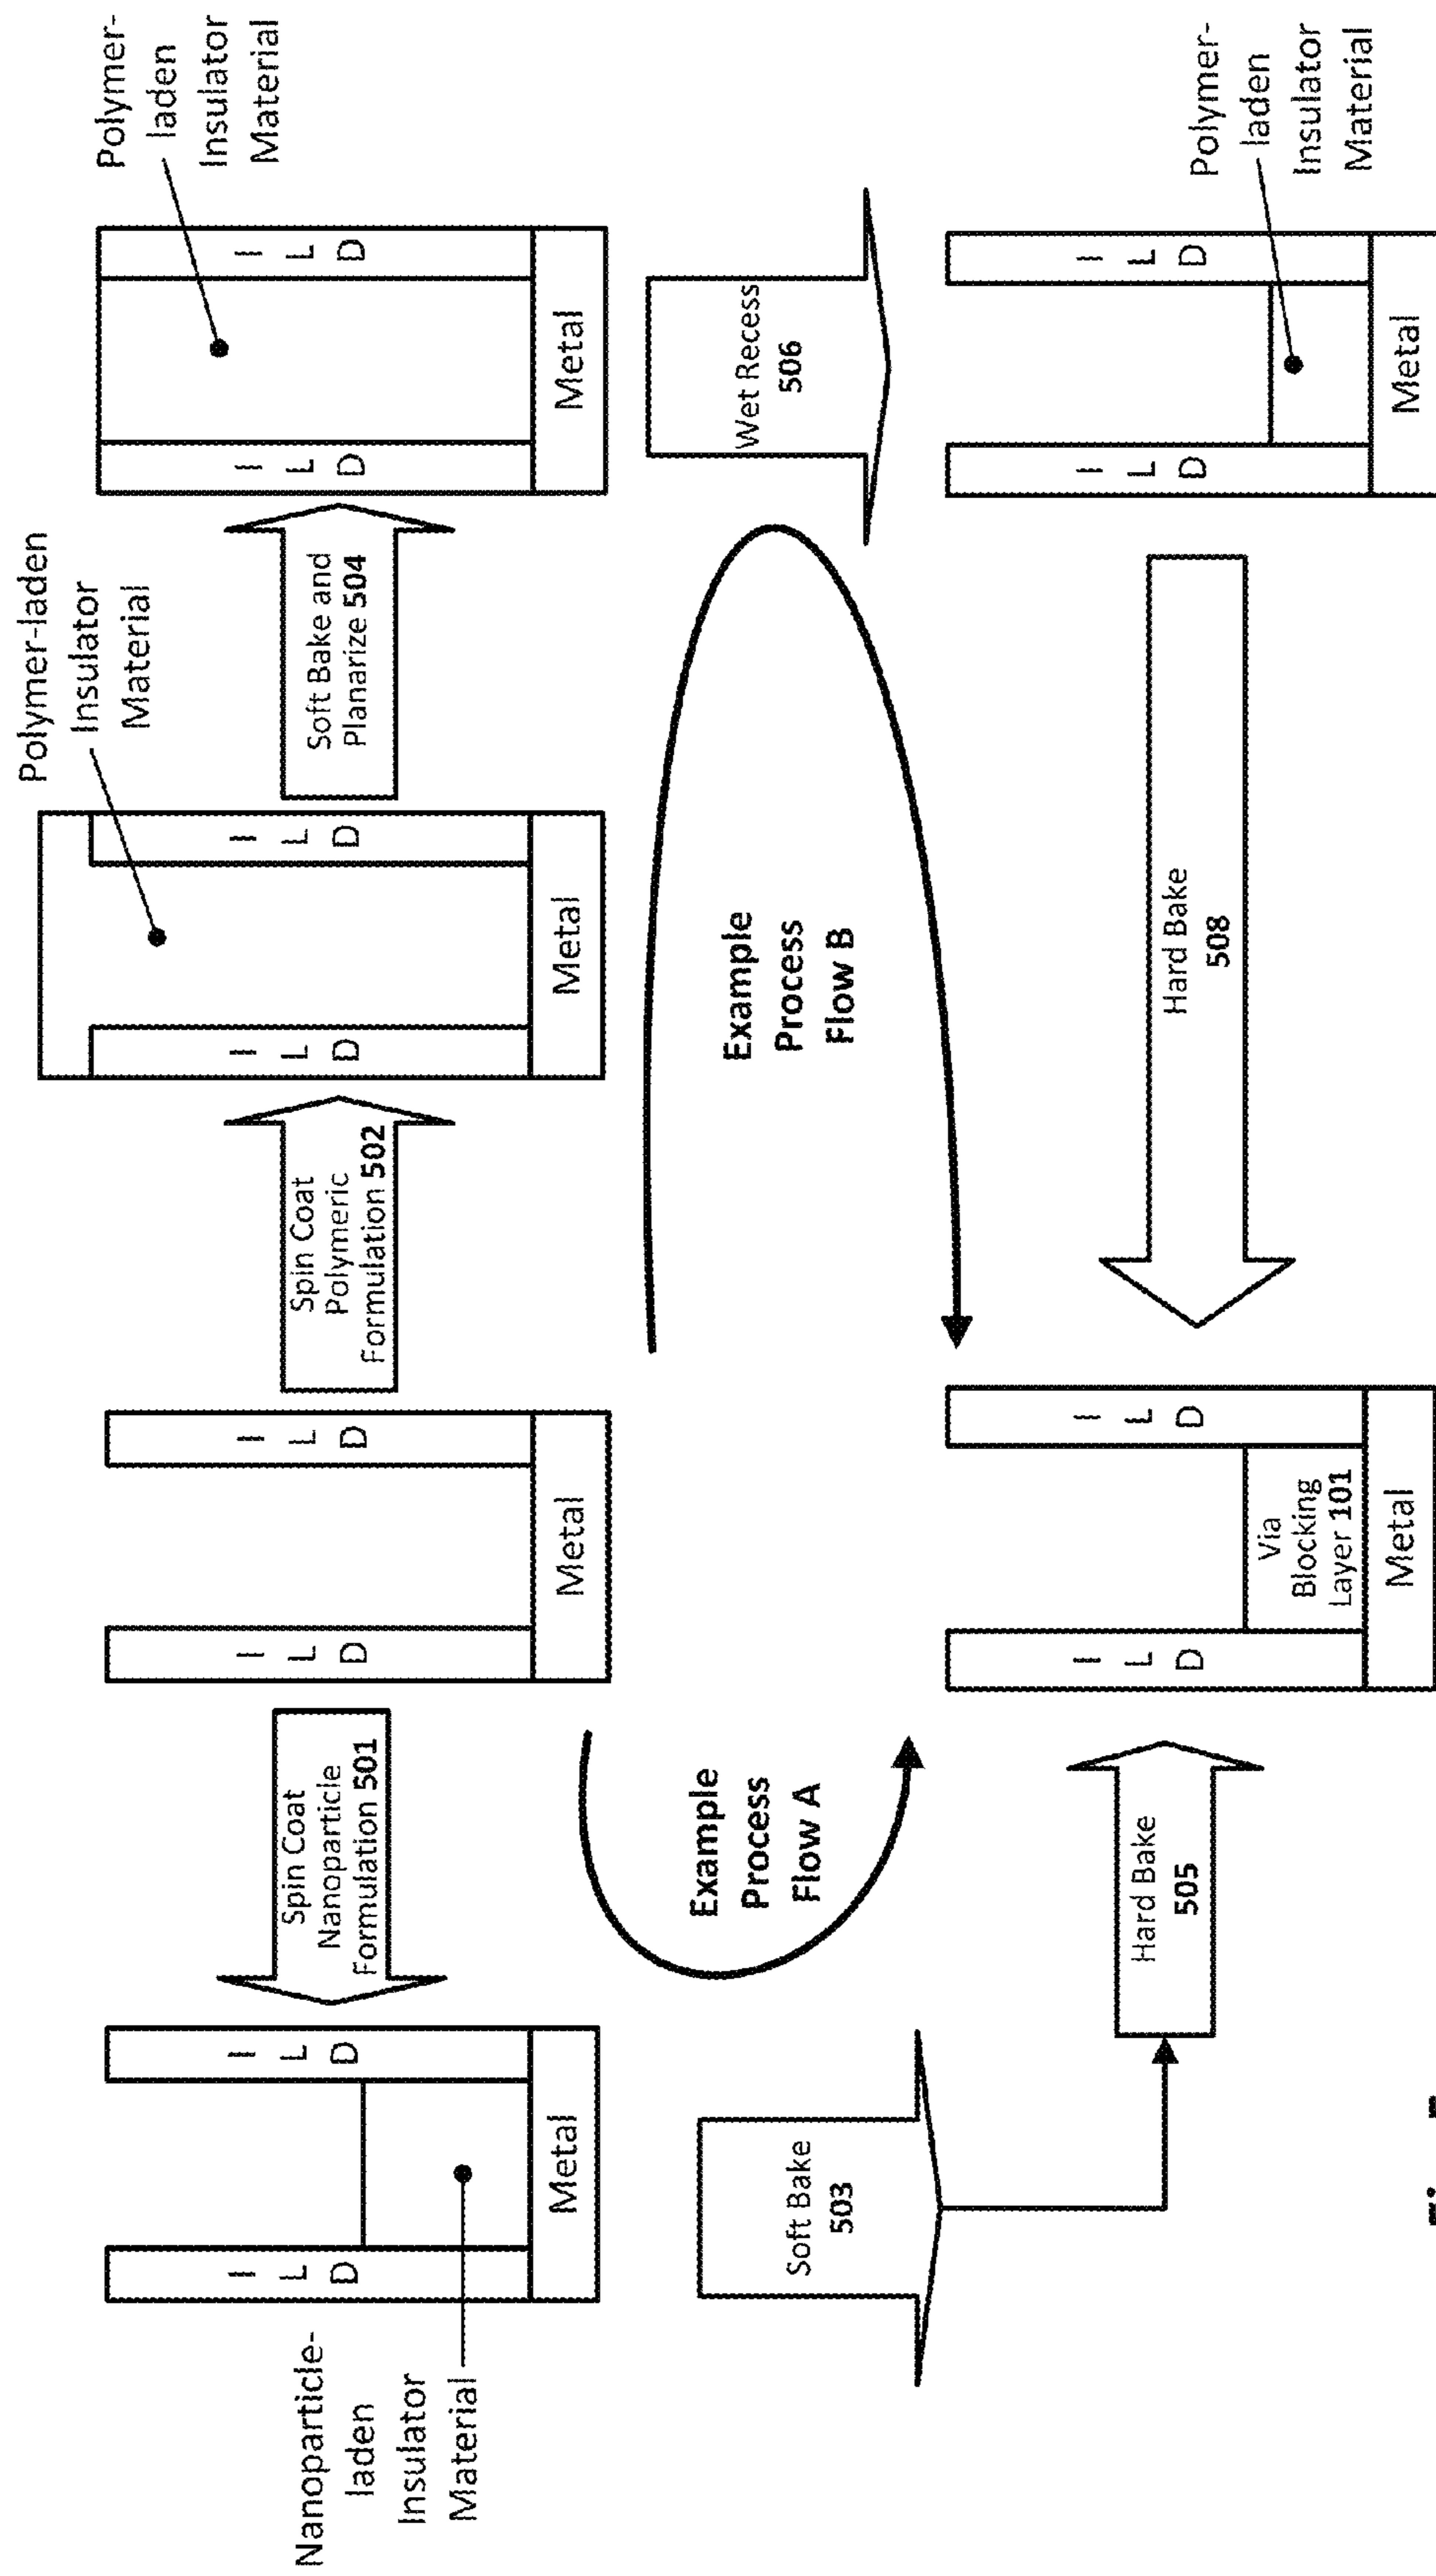 Nanoparticle-
laden
Insulator
Material
I
L
D
I
L
D
Metal
Spin Coat
Nanoparticle
Formulation 501
I
L
D
I
L
D
Metal
Spin Coat
Polymeric
Formulation 502
Polymer-laden
Insulator
Material
I
L
D
I
L
D
Metal
Soft Bake and
Planarize 504
Polymer-
laden
Insulator
Material
I
L
D
I
L
D
Metal
Soft Bake
503
Example
Process
Flow A
Example
Process
Flow B
Wet Recess
506
Hard Bake
505
I
L
D
I
L
D
Via
Blocking
Layer 101
Metal
Hard Bake
508
I
L
D
I
L
D
Metal
Polymer-
laden
Insulator
Material